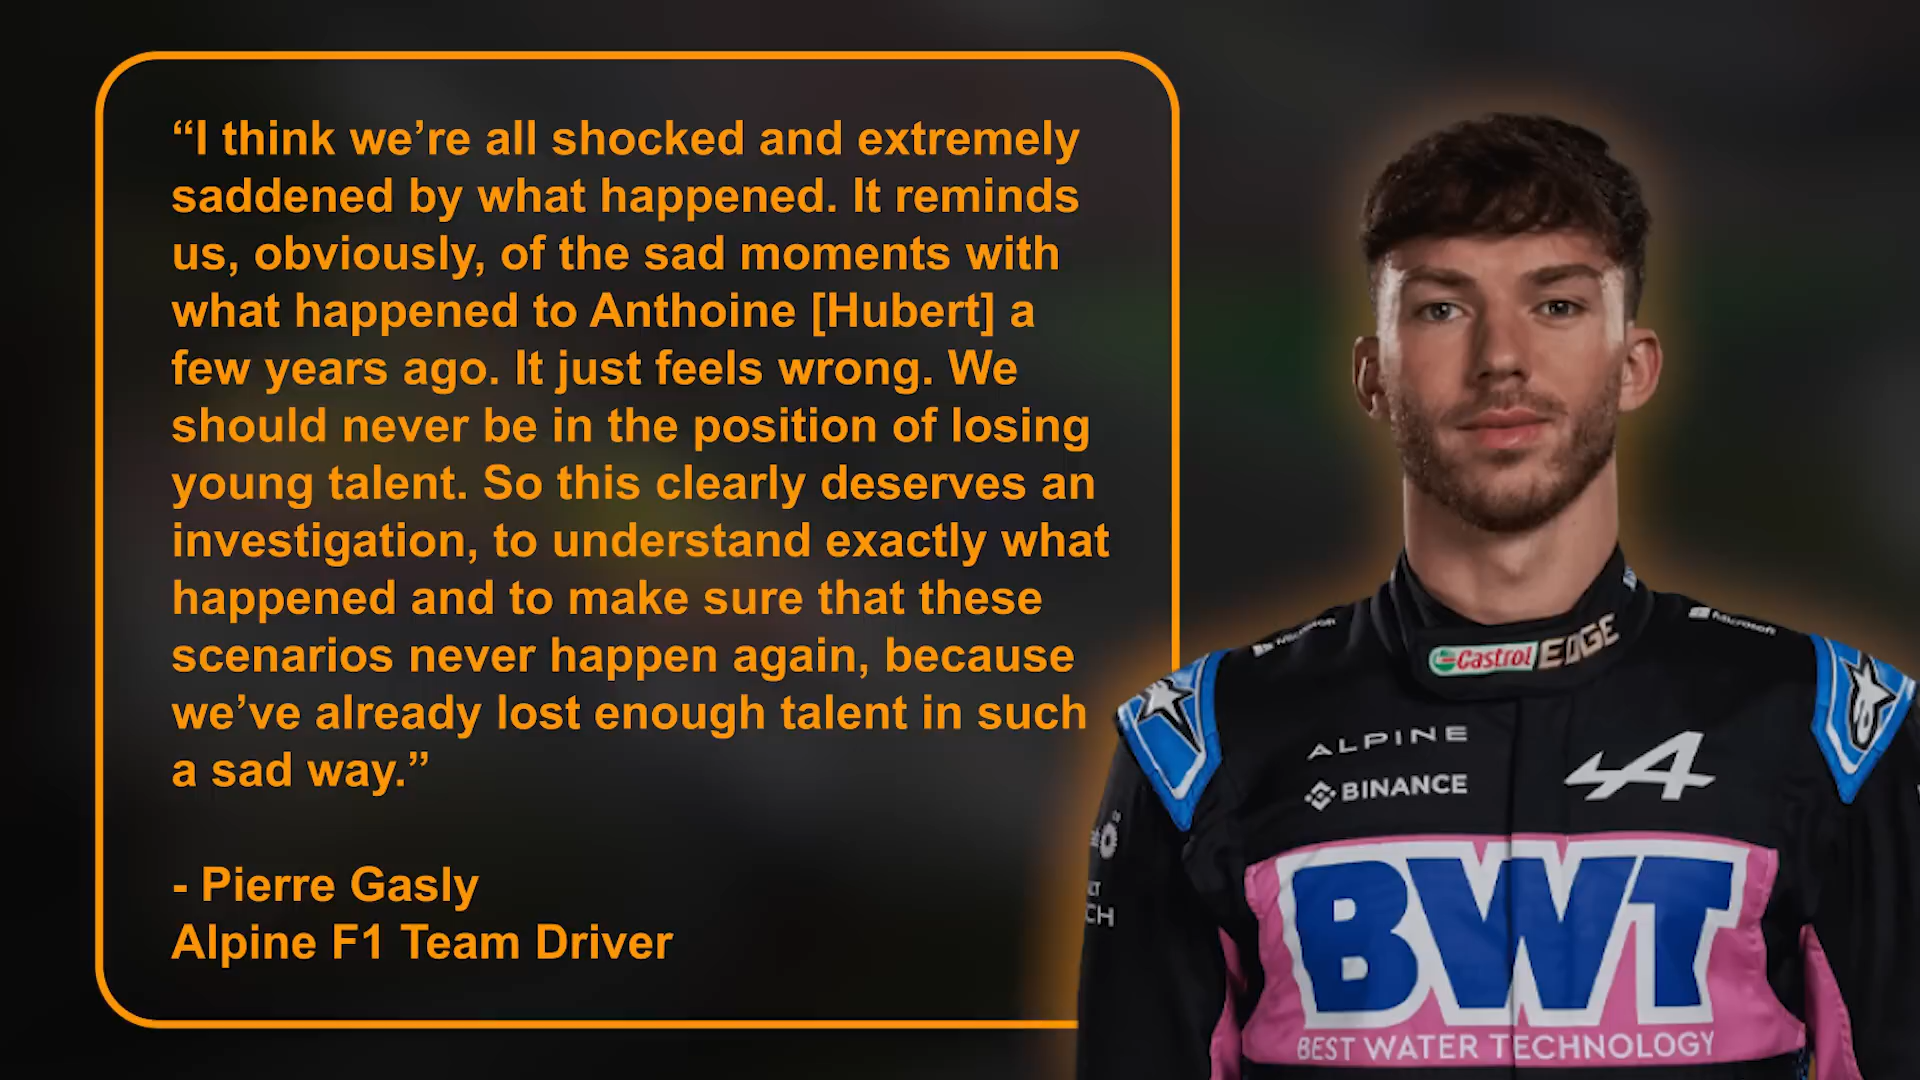 “I think we’re all shocked and extremely
saddened by what happened. It reminds
us, obviously, of the sad moments with
what happened to Anthoine [Hubert] a
few years ago. It just feels wrong. We
should never be in the position of losing
young talent. So this clearly deserves an
investigation, to understand exactly what
happened and to make sure that these
scenarios never happen again, because
we’ve already lost enough talent in such
a sad way.”
- Pierre Gasly
Alpine F1 Team Driver
Microsoft
Microsoft
Castrol EDGE
ALPINE
BINANCE
BWT
BEST WATER TECHNOLOGY